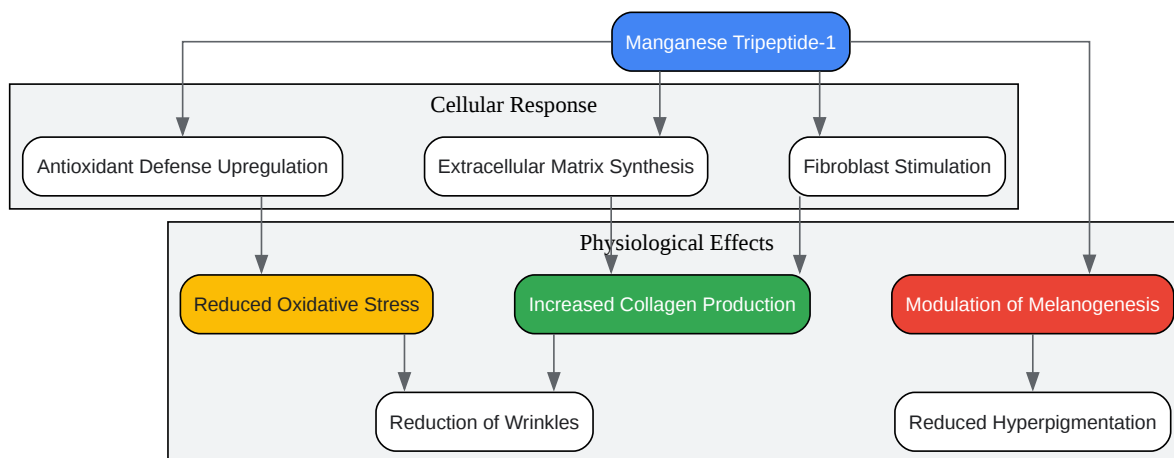 Manganese Tripeptide-1
Cellular Response
Antioxidant Defense Upregulation
Extracellular Matrix Synthesis
Fibroblast Stimulation
Physiological Effects
Reduced Oxidative Stress
Increased Collagen Production
Modulation of Melanogenesis
Reduction of Wrinkles
Reduced Hyperpigmentation